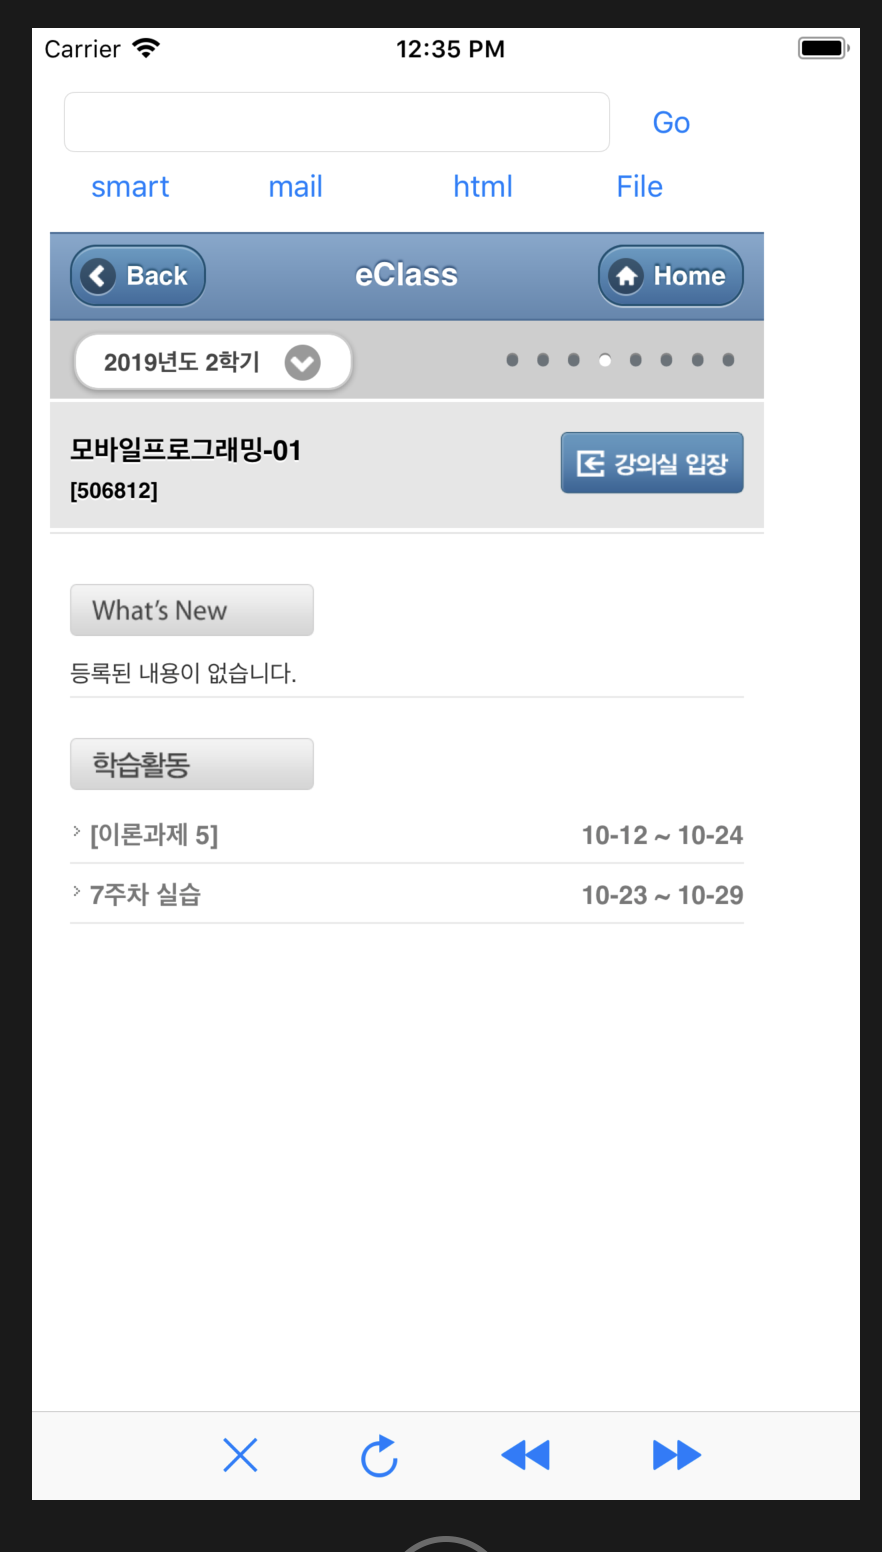 Carrier 12:35 PM
Go
smart mail html File
Back eClass Home
2019년도 2학기
모바일프로그래밍-01
[506812]
강의실 입장
What's New
등록된 내용이 없습니다.
학습활동
[이론과제 5] 10-12 ~ 10-24
7주차 실습 10-23 ~ 10-29